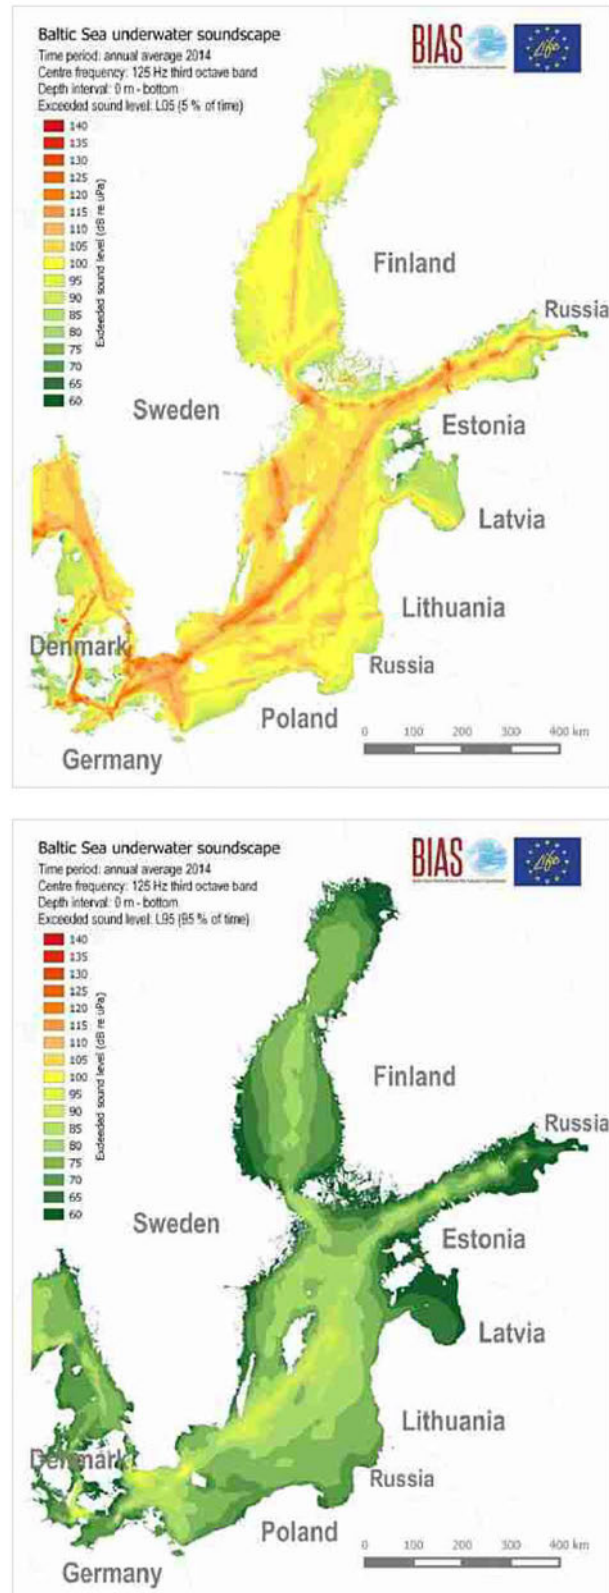 Baltic Sea underwater soundscape
Time period: annual average 2014
Centre frequency: 125 Hz third octave band
Depth interval: 0 m - bottom
Exceeded sound level: L05 (5 % of time)
BIAS
Life
140
135
130
125
120
115
110
105
100
95
90
85
80
75
70
65
60
Exceeded sound level (dB re uPa)
Finland
Russia
Sweden
Estonia
Latvia
Lithuania
Denmark
Russia
Poland
Germany
0 100 200 300 400 km
Baltic Sea underwater soundscape
Time period: annual average 2014
Centre frequency: 125 Hz third octave band
Depth interval: 0 m - bottom
Exceeded sound level: L95 (95 % of time)
BIAS
Life
140
135
130
125
120
115
110
105
100
95
90
85
80
75
70
65
60
Exceeded sound level (dB re uPa)
Finland
Russia
Sweden
Estonia
Latvia
Lithuania
Denmark
Russia
Poland
Germany
0 100 200 300 400 km